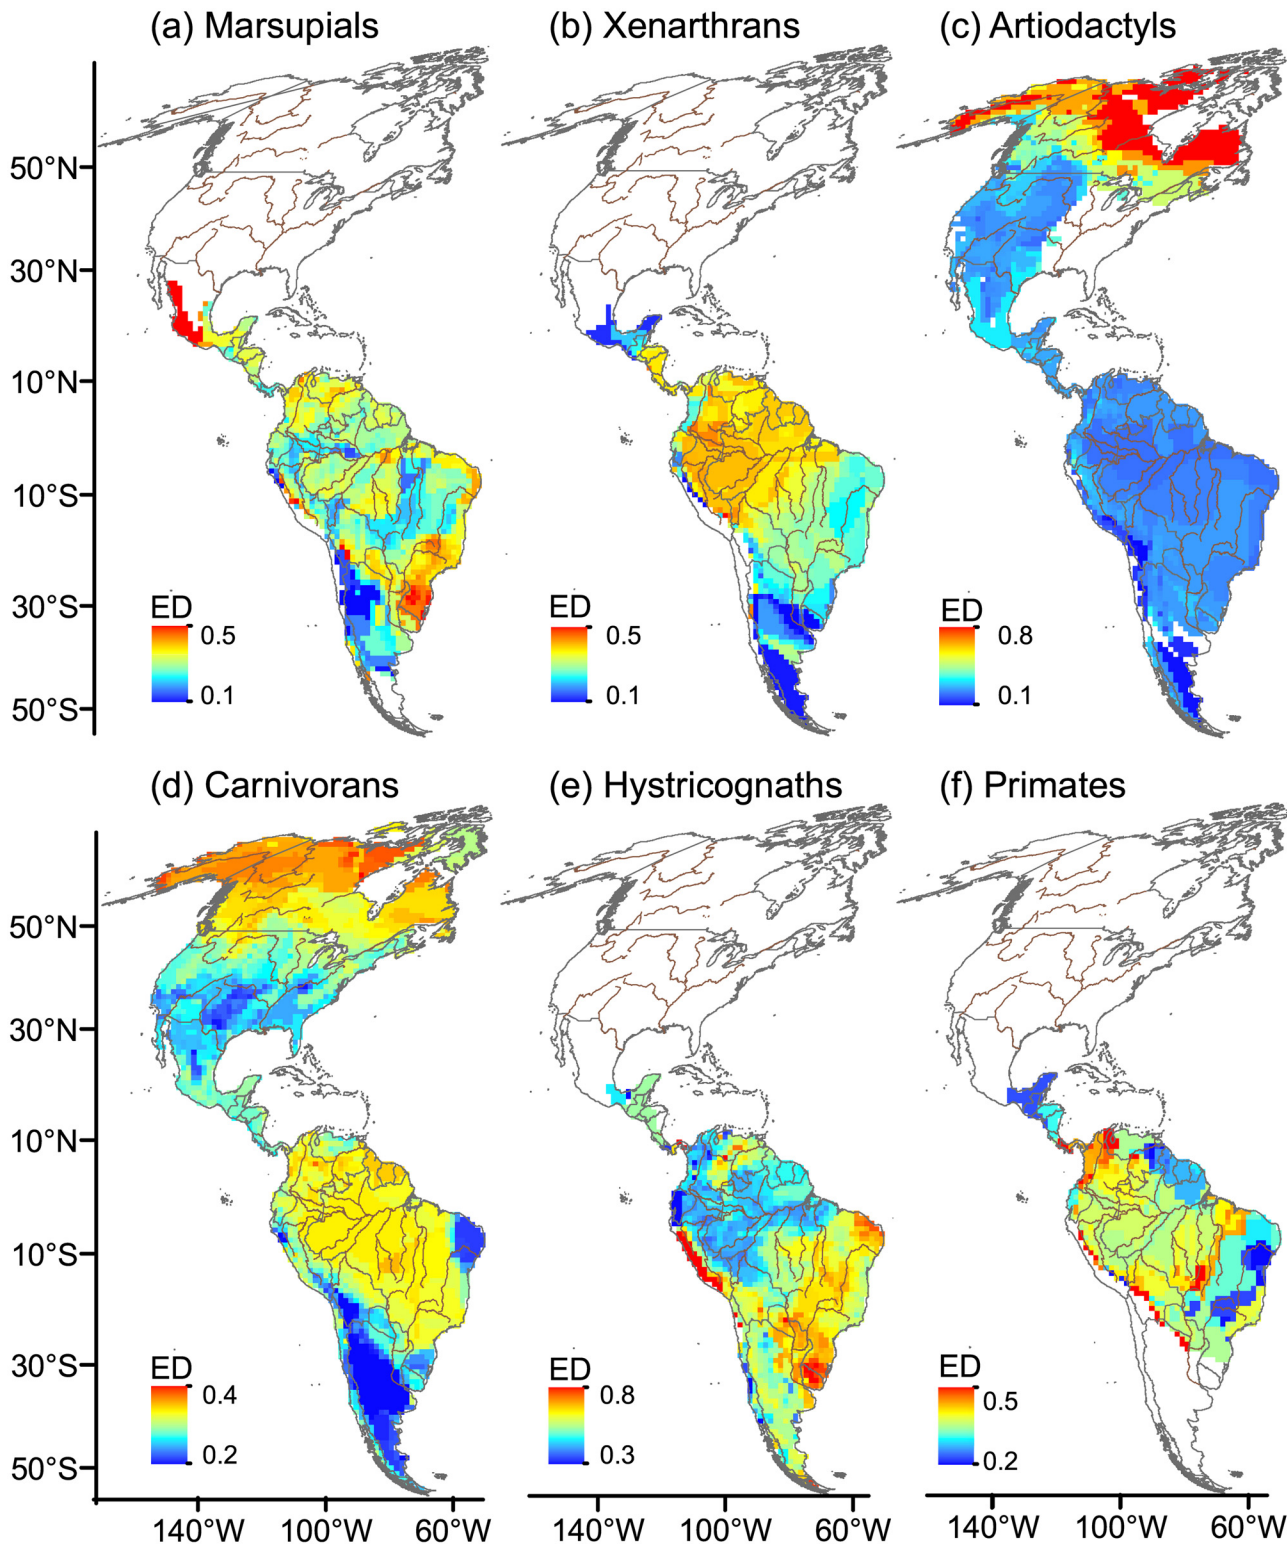 (a) Marsupials
(b) Xenarthrans
(c) Artiodactyls
50°N
30°N
10°N
10°S
30°S
50°S
ED
0.5
0.1
ED
0.5
0.1
ED
0.8
0.1
(d) Carnivorans
(e) Hystricognaths
(f) Primates
50°N
30°N
10°N
10°S
30°S
50°S
ED
0.4
0.2
ED
0.8
0.3
ED
0.5
0.2
140°W 100°W 60°W
140°W 100°W 60°W
140°W 100°W 60°W